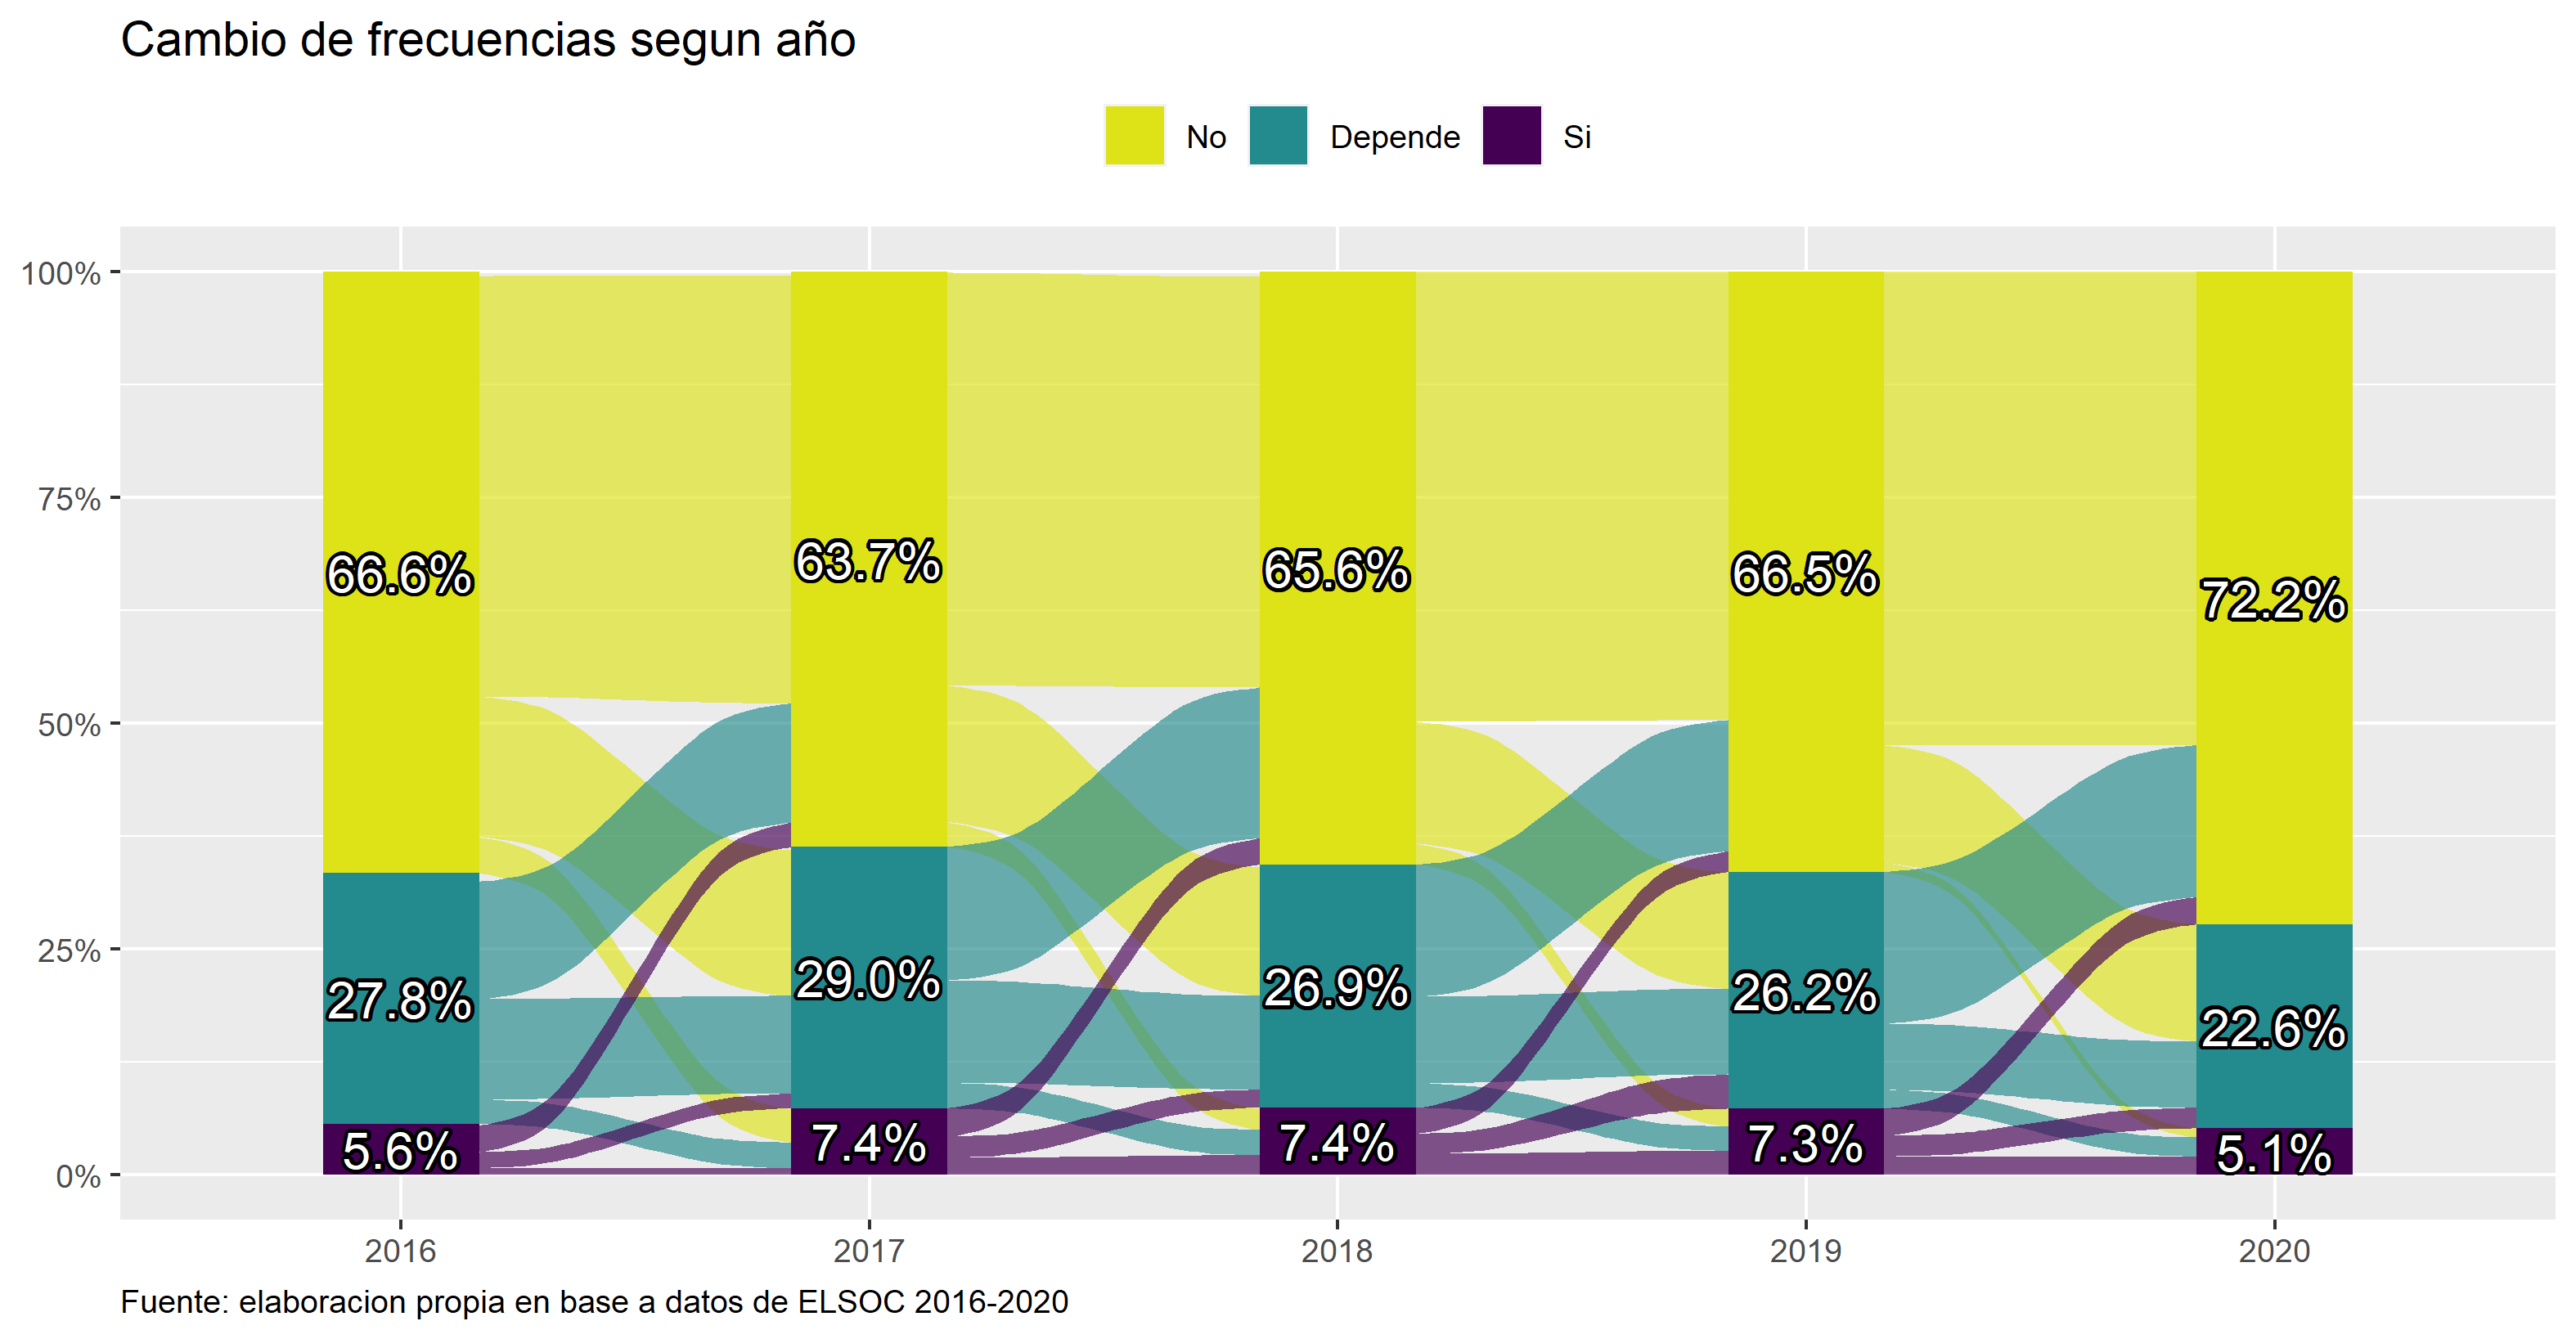 Cambio de frecuencias segun año
No Depende Si
100%
75%
50%
25%
0%
66.6% 63.7% 65.6% 66.5% 72.2%
27.8% 29.0% 26.9% 26.2% 22.6%
5.6% 7.4% 7.4% 7.3% 5.1%
2016 2017 2018 2019 2020
Fuente: elaboracion propia en base a datos de ELSOC 2016-2020